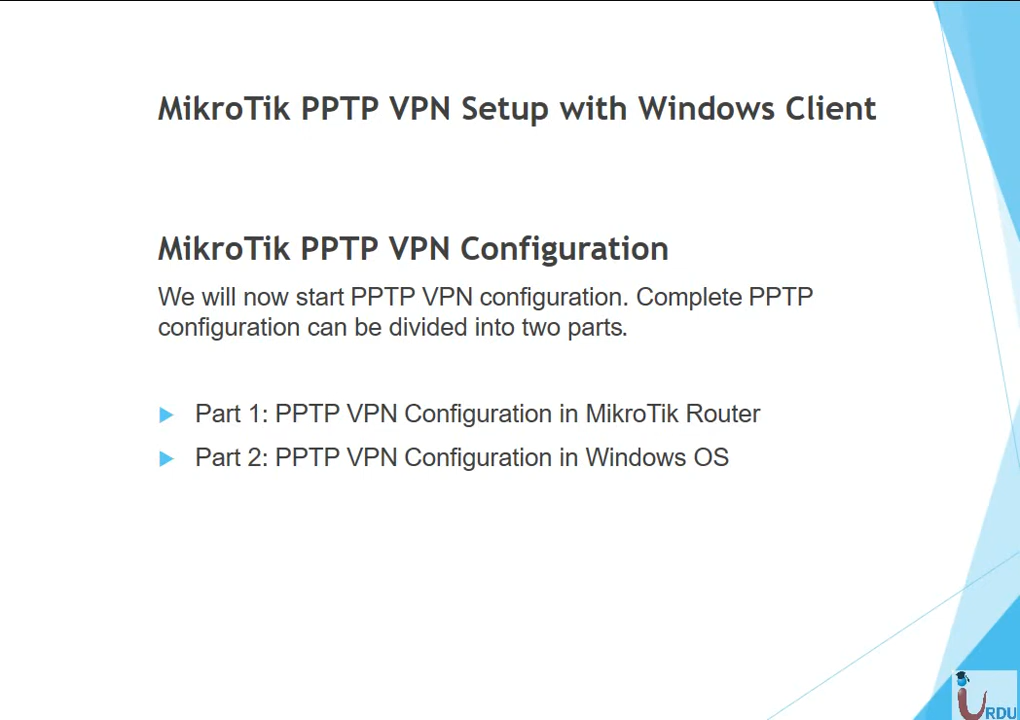 MikroTik PPTP VPN Setup with Windows Client
MikroTik PPTP VPN Configuration
We will now start PPTP VPN configuration. Complete PPTP
configuration can be divided into two parts.
Part 1: PPTP VPN Configuration in MikroTik Router
Part 2: PPTP VPN Configuration in Windows OS
iURDU